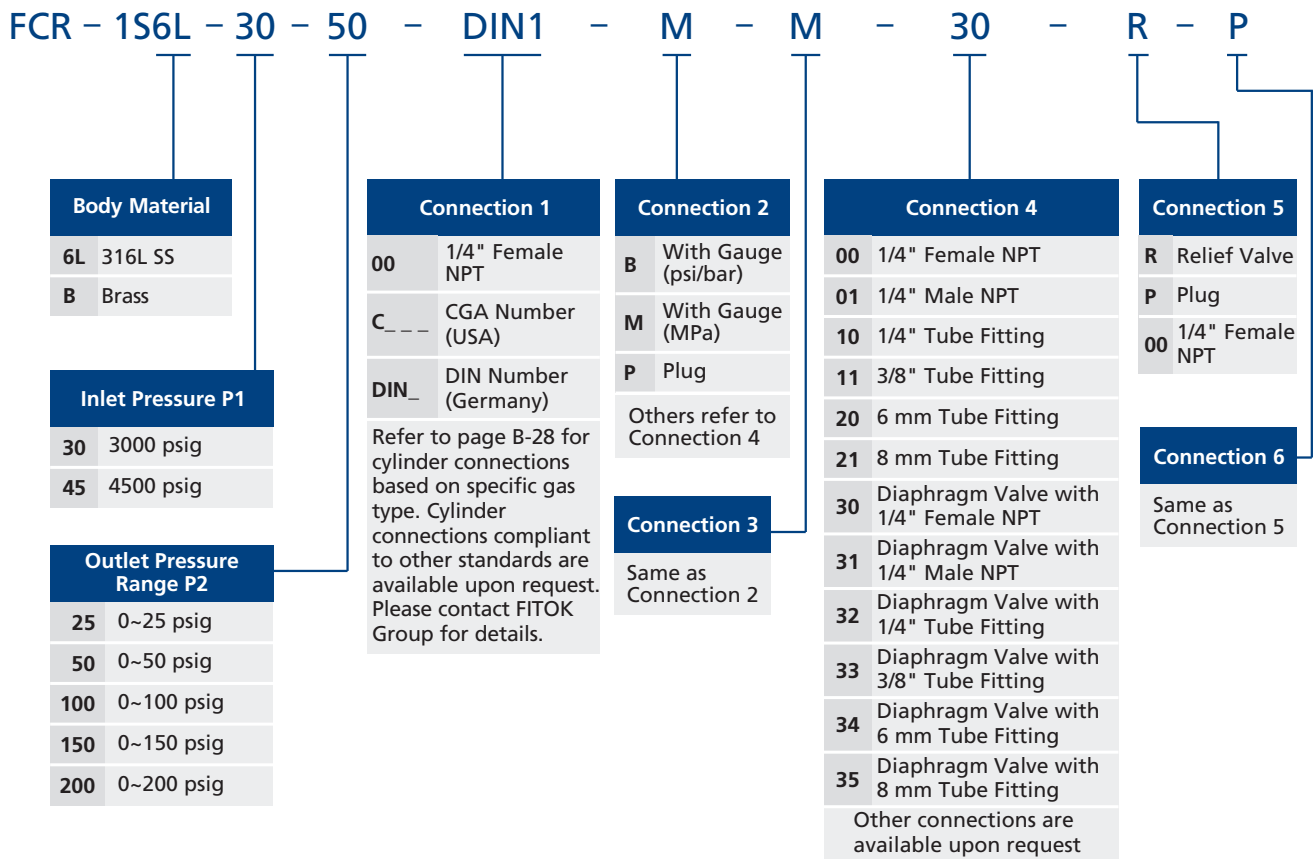 FCR – 1S6L – 30 – 50 – DIN1 – M – M – 30 – R – P
Body Material
6L 316L SS
B Brass
Inlet Pressure P1
30 3000 psig
45 4500 psig
Outlet Pressure
Range P2
25 0~25 psig
50 0~50 psig
100 0~100 psig
150 0~150 psig
200 0~200 psig
Connection 1
00 1/4" Female
NPT
C_ _ _ CGA Number
(USA)
DIN_ DIN Number
(Germany)
Refer to page B-28 for
cylinder connections
based on specific gas
type. Cylinder
connections compliant
to other standards are
available upon request.
Please contact FITOK
Group for details.
Connection 2
B With Gauge
(psi/bar)
M With Gauge
(MPa)
P Plug
Others refer to
Connection 4
Connection 3
Same as
Connection 2
Connection 4
00 1/4" Female NPT
01 1/4" Male NPT
10 1/4" Tube Fitting
11 3/8" Tube Fitting
20 6 mm Tube Fitting
21 8 mm Tube Fitting
30 Diaphragm Valve with
1/4" Female NPT
31 Diaphragm Valve with
1/4" Male NPT
32 Diaphragm Valve with
1/4" Tube Fitting
33 Diaphragm Valve with
3/8" Tube Fitting
34 Diaphragm Valve with
6 mm Tube Fitting
35 Diaphragm Valve with
8 mm Tube Fitting
Other connections are
available upon request
Connection 5
R Relief Valve
P Plug
00 1/4" Female
NPT
Connection 6
Same as
Connection 5